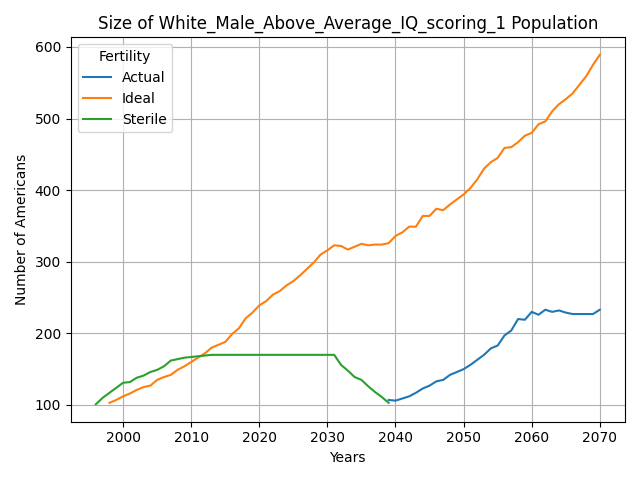 Size of White_Male_Above_Average_IQ_scoring_1 Population
Fertility
Actual
Ideal
Sterile
Number of Americans
600
500
400
300
200
100
2000
2010
2020
2030
2040
2050
2060
2070
Years